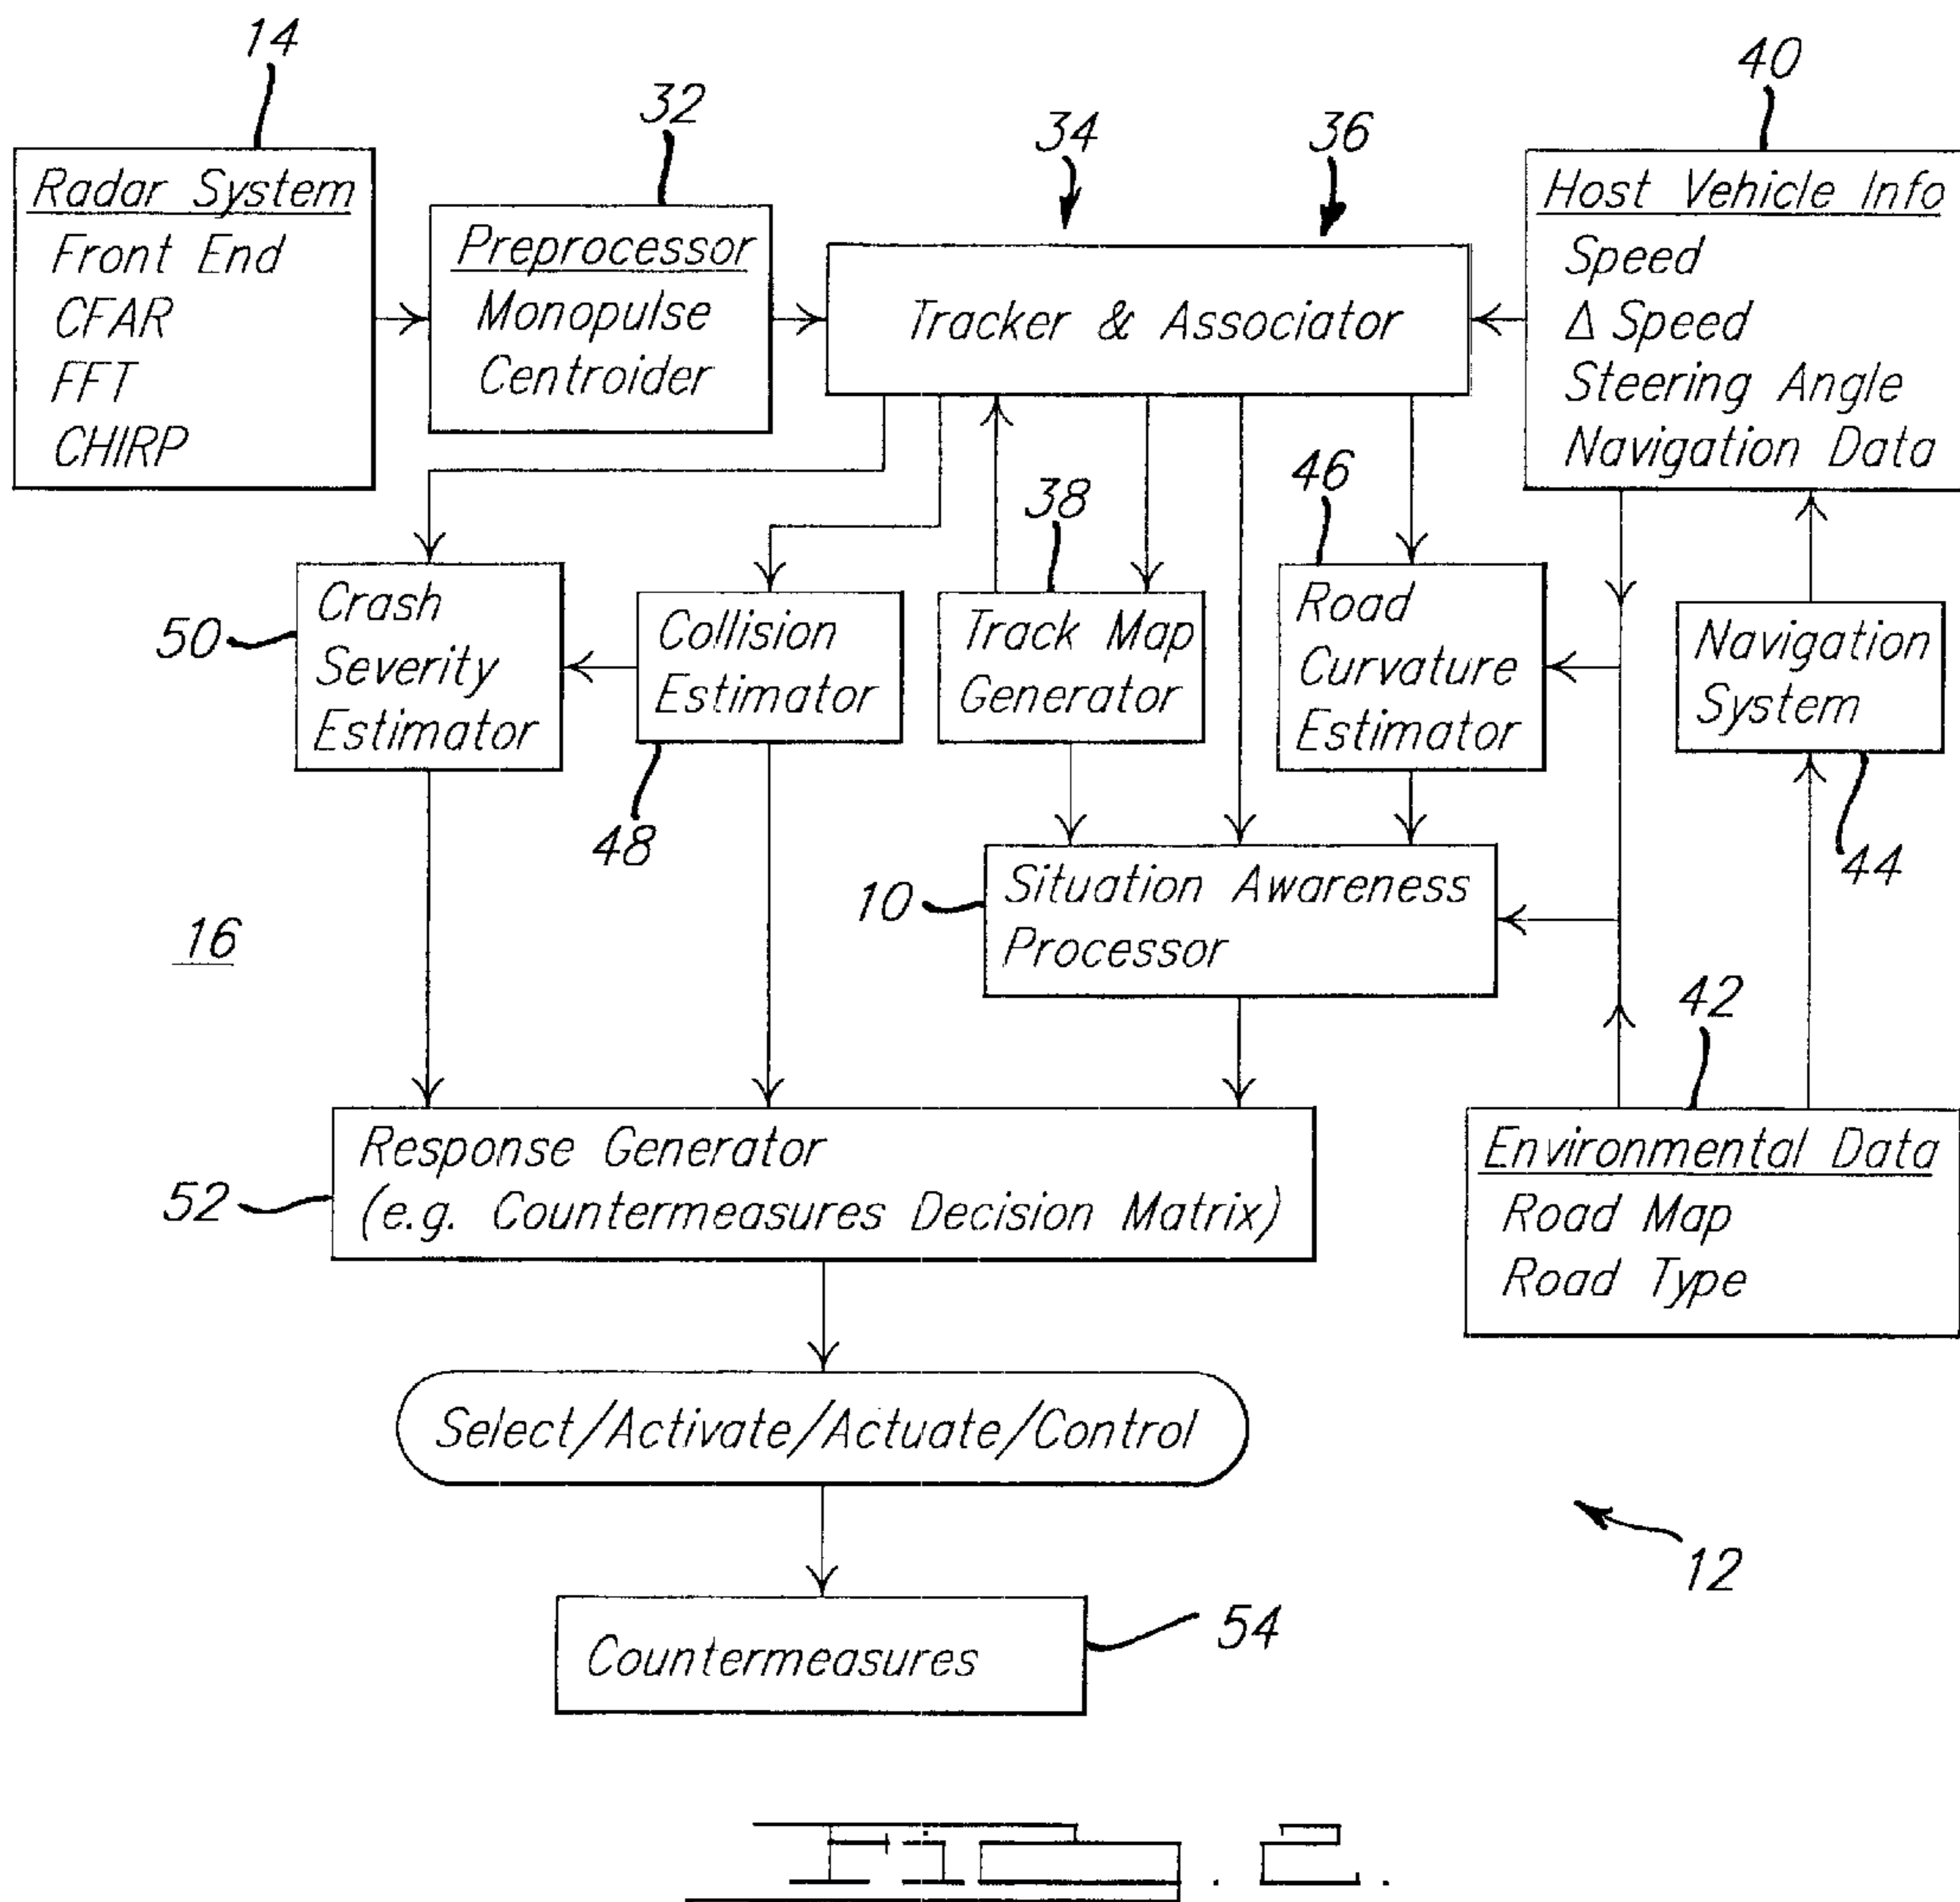 14
Radar System
Front End
CFAR
FFT
CHIRP
32
Preprocessor
Monopulse
Centroider
34
36
Tracker & Associator
40
Host Vehicle Info
Speed
Δ Speed
Steering Angle
Navigation Data
50
Crash
Severity
Estimator
Collision
Estimator
48
38
Track Map
Generator
46
Road
Curvature
Estimator
Navigation
System
44
16
10
Situation Awareness
Processor
42
Environmental Data
Road Map
Road Type
52
Response Generator
(e.g. Countermeasures Decision Matrix)
Select/Activate/Actuate/Control
12
Countermeasures
54